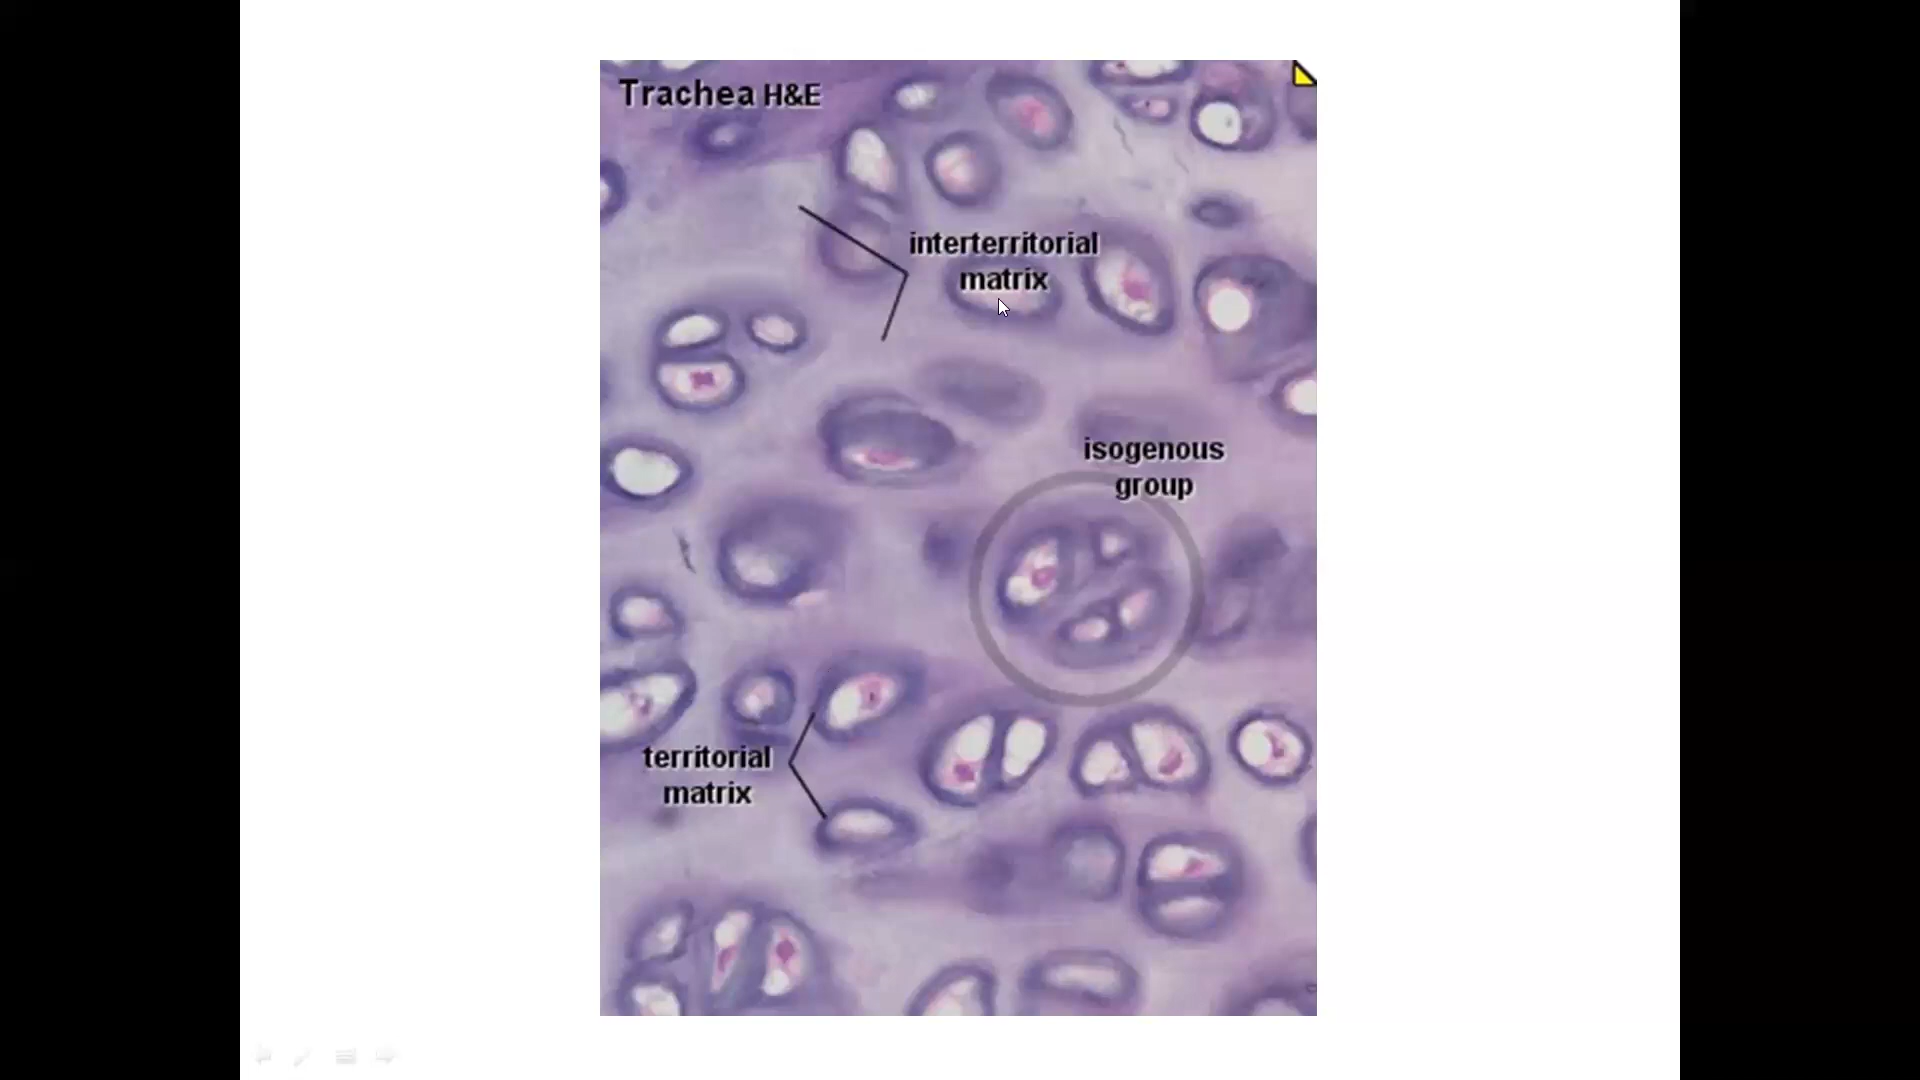 Trachea H&E
interterritorial
matrix
isogenous
group
territorial
matrix